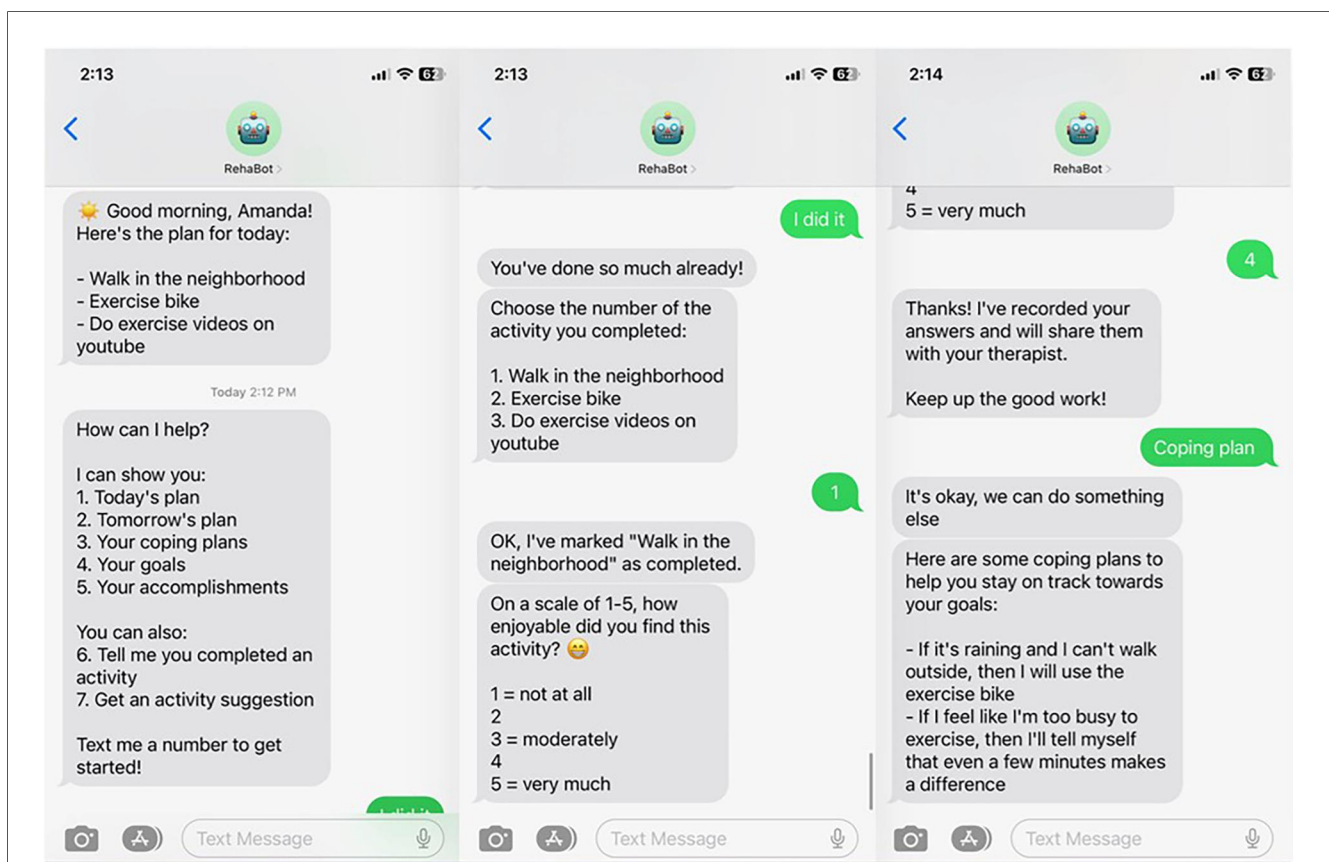 2:13
62
RehaBot
Good morning, Amanda!
Here's the plan for today:
- Walk in the neighborhood
- Exercise bike
- Do exercise videos on
youtube
Today 2:12 PM
How can I help?
I can show you:
1. Today's plan
2. Tomorrow's plan
3. Your coping plans
4. Your goals
5. Your accomplishments
You can also:
6. Tell me you completed an
activity
7. Get an activity suggestion
Text me a number to get
started!
I did it
Text Message
2:13
62
RehaBot
I did it
You've done so much already!
Choose the number of the
activity you completed:
1. Walk in the neighborhood
2. Exercise bike
3. Do exercise videos on
youtube
1
OK, I've marked "Walk in the
neighborhood" as completed.
On a scale of 1-5, how
enjoyable did you find this
activity? 😁
1 = not at all
2
3 = moderately
4
5 = very much
Text Message
2:14
62
RehaBot
4
5 = very much
4
Thanks! I've recorded your
answers and will share them
with your therapist.
Keep up the good work!
Coping plan
It's okay, we can do something
else
Here are some coping plans to
help you stay on track towards
your goals:
- If it's raining and I can't walk
outside, then I will use the
exercise bike
- If I feel like I'm too busy to
exercise, then I'll tell myself
that even a few minutes makes
a difference
Text Message